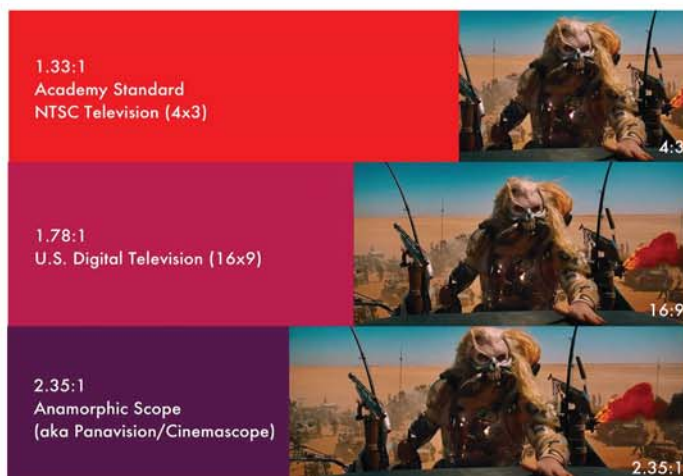 1.33:1
Academy Standard
NTSC Television (4x3)
4:3
1.78:1
U.S. Digital Television (16x9)
16:9
2.35:1
Anamorphic Scope
(aka Panavision/Cinemascope)
2.35:1